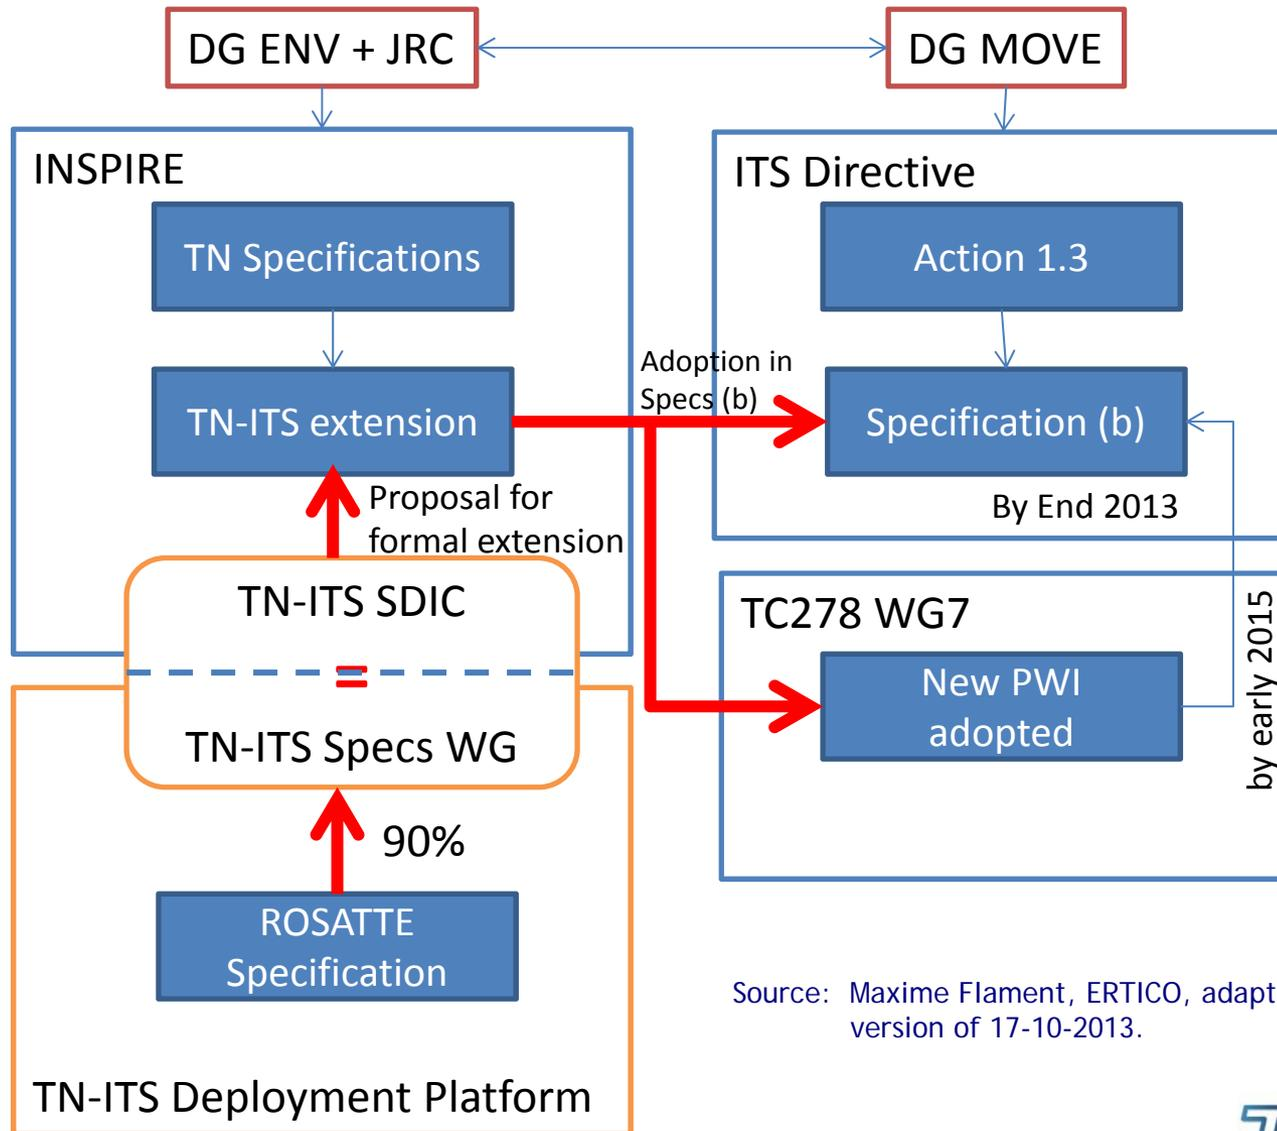 DG ENV + JRC
DG MOVE
INSPIRE
TN Specifications
TN-ITS extension
Proposal for
formal extension
TN-ITS SDIC
=
TN-ITS Specs WG
90%
ROSATTE
Specification
TN-ITS Deployment Platform
Adoption in
Specs (b)
ITS Directive
Action 1.3
Specification (b)
By End 2013
TC278 WG7
New PWI
adopted
by early 2015
Source: Maxime Flament, ERTICO, adapt
version of 17-10-2013.